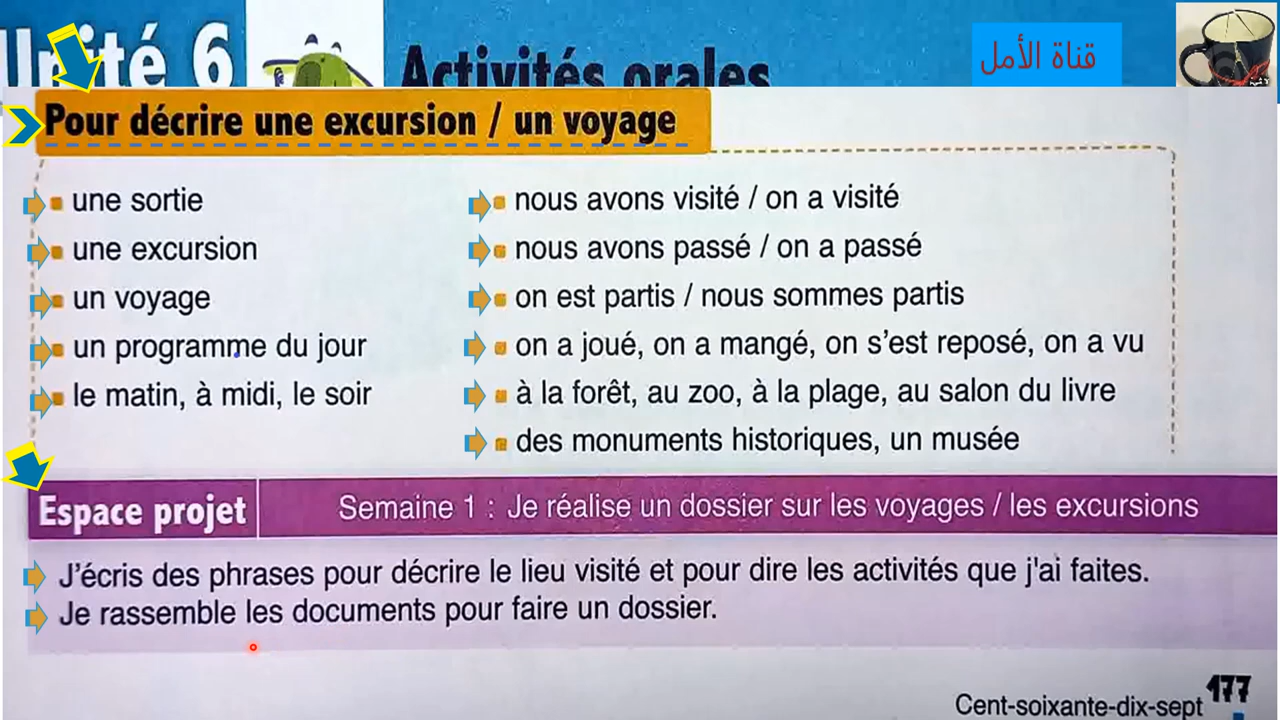 Unité 6
Activités orales
قناة الأمل
Pour décrire une excursion / un voyage
une sortie
une excursion
un voyage
un programme du jour
le matin, à midi, le soir
nous avons visité / on a visité
nous avons passé / on a passé
on est partis / nous sommes partis
on a joué, on a mangé, on s'est reposé, on a vu
à la forêt, au zoo, à la plage, au salon du livre
des monuments historiques, un musée
Espace projet
Semaine 1 : Je réalise un dossier sur les voyages / les excursions
J'écris des phrases pour décrire le lieu visité et pour dire les activités que j'ai faites.
Je rassemble les documents pour faire un dossier.
177
Cent-soixante-dix-sept